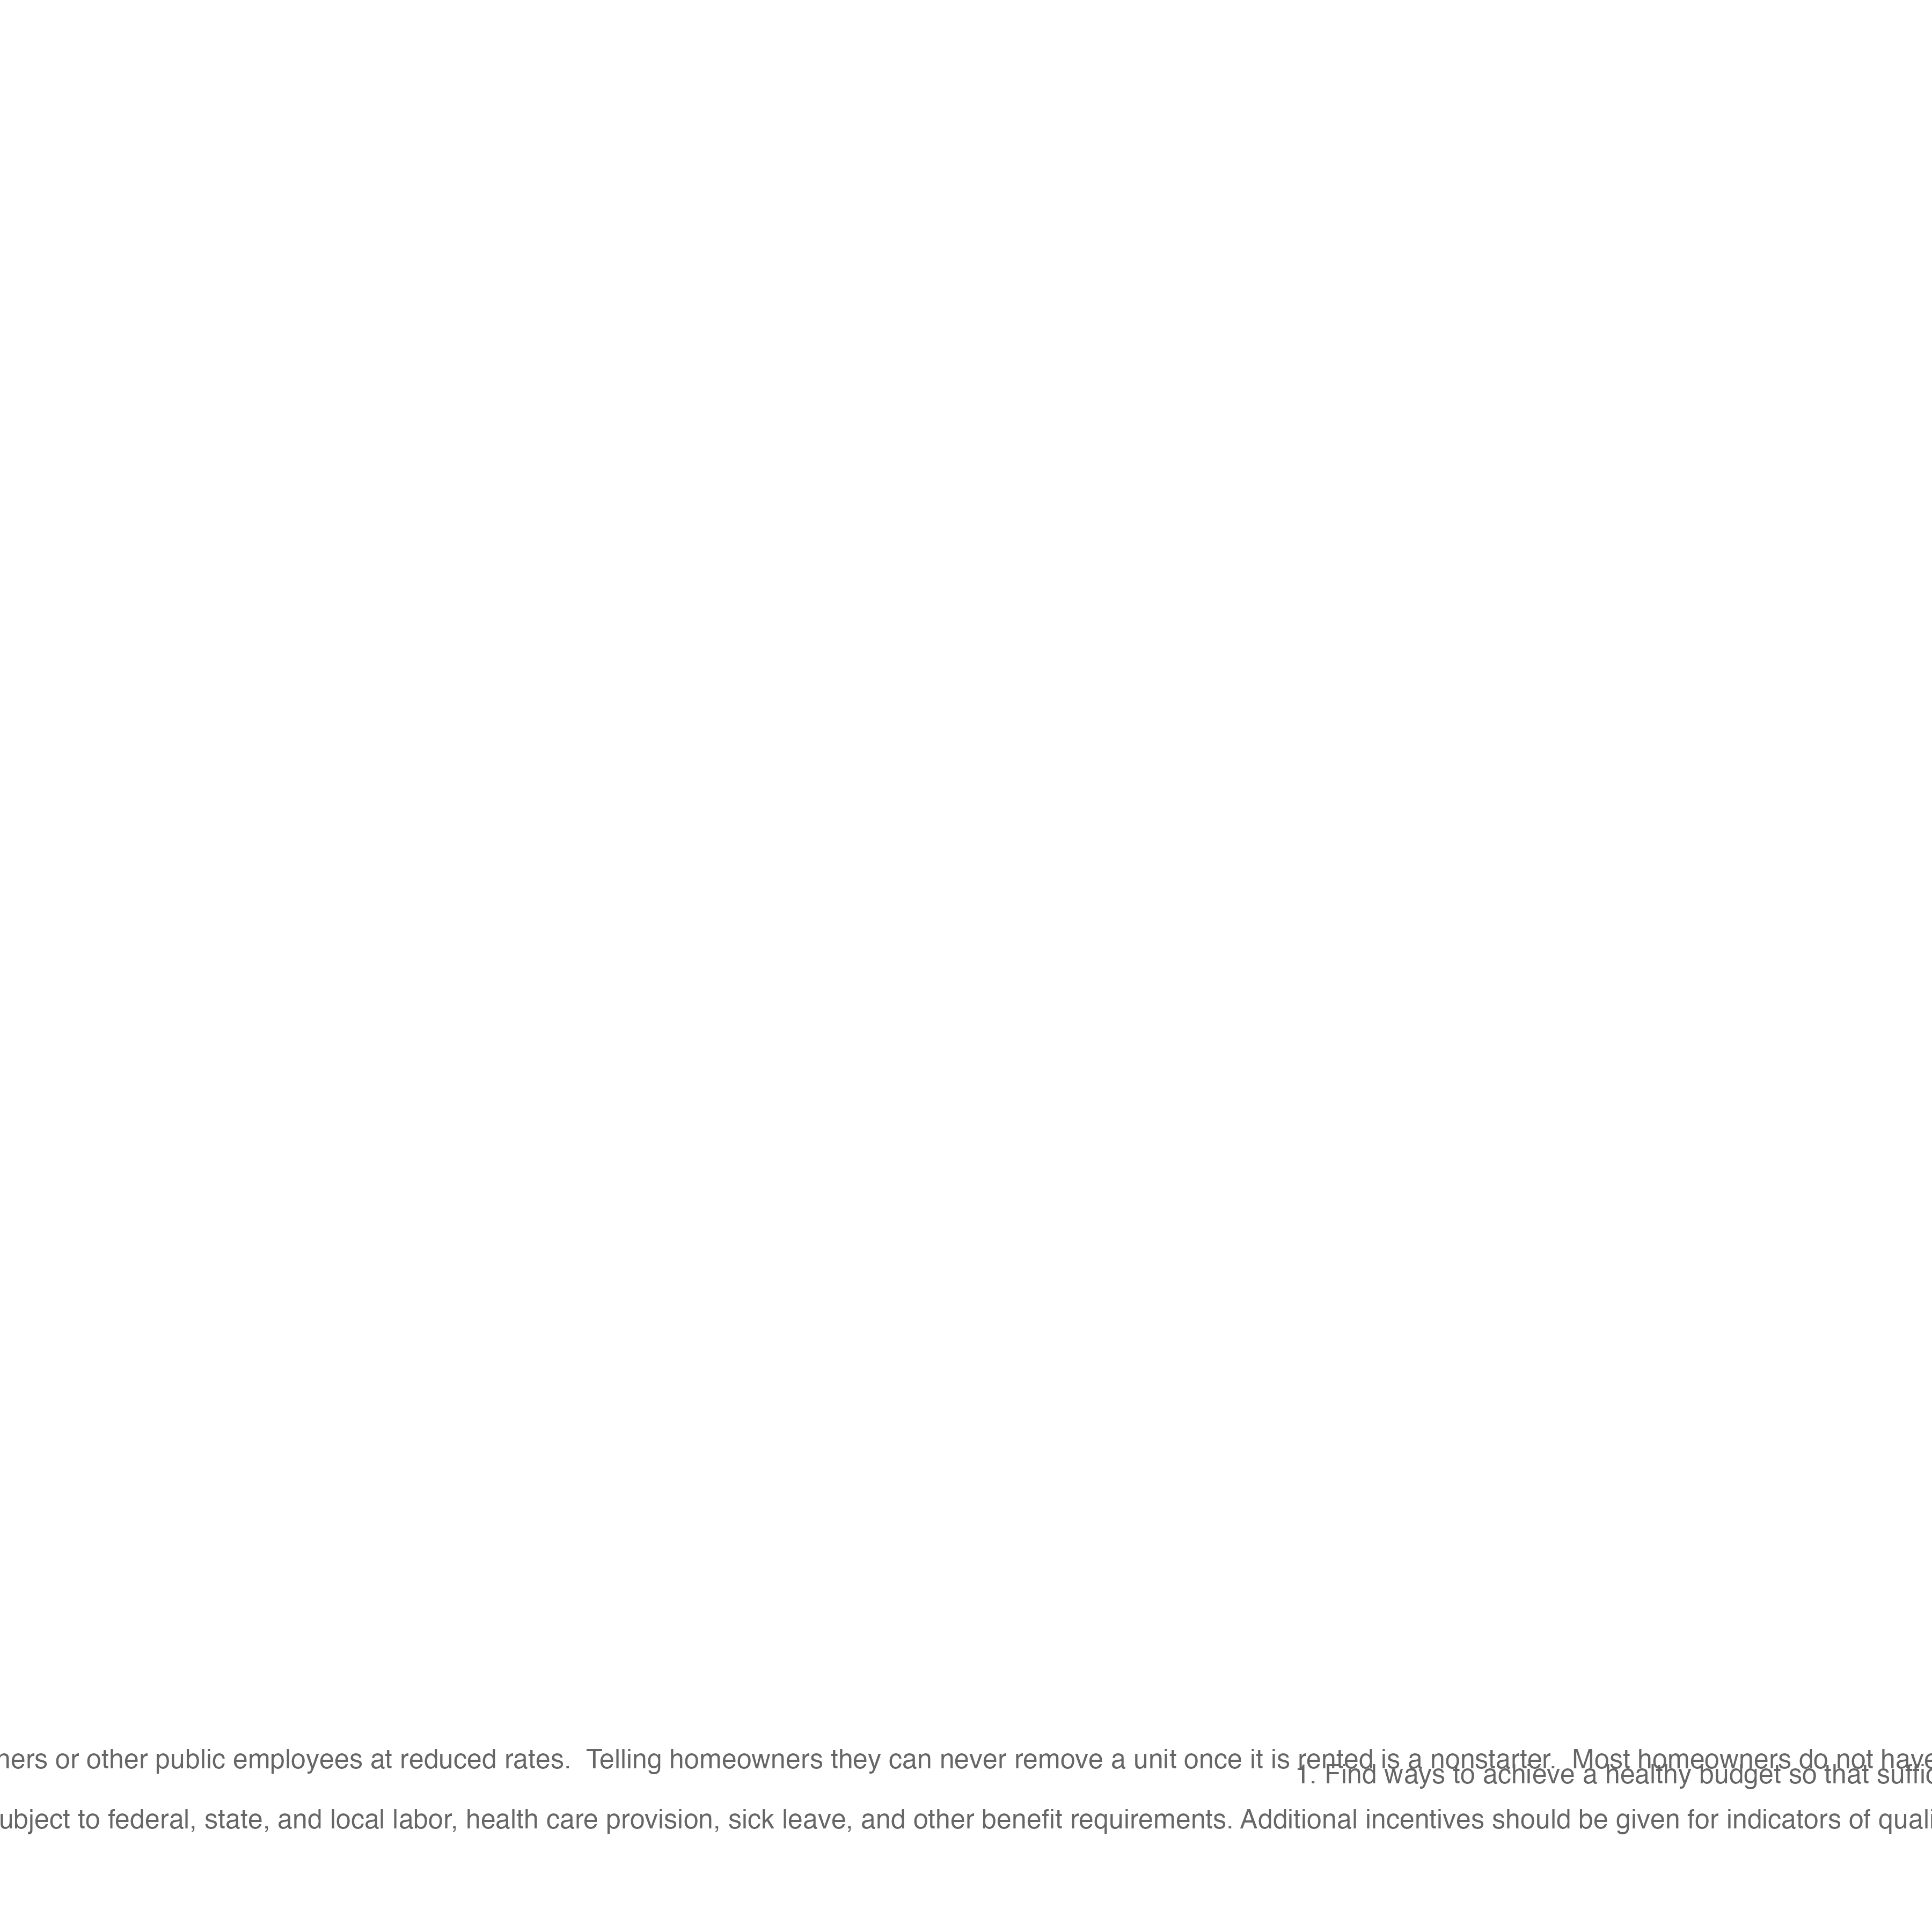 ners or other public employees at reduced rates.  Telling homeowners they can never remove a unit once it is rented is a nonstarter.  Most homeowners do not have
1. Find ways to achieve a healthy budget so that suffic
ubject to federal, state, and local labor, health care provision, sick leave, and other benefit requirements. Additional incentives should be given for indicators of quali